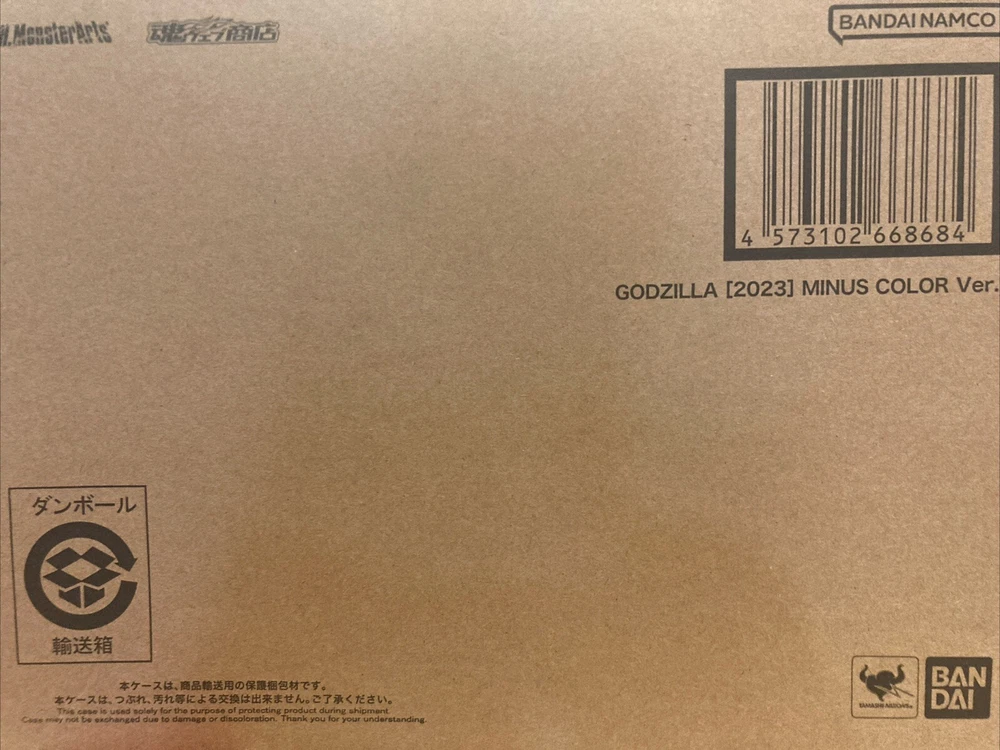 H.MonsterArts
魂ウェブ商店
BANDAI NAMCO
4 573102 668684
GODZILLA [2023] MINUS COLOR Ver.
ダンボール
輸送箱
本ケースは、商品輸送用の保護梱包材です。
本ケースは、つぶれ、汚れ等による交換は出来ません。ご了承ください。
This case is used solely for the purpose of protecting product during shipment.
Case may not be exchanged due to damage or discoloration. Thank you for your understanding.
TAMASHII NATIONS
BAN
DAI